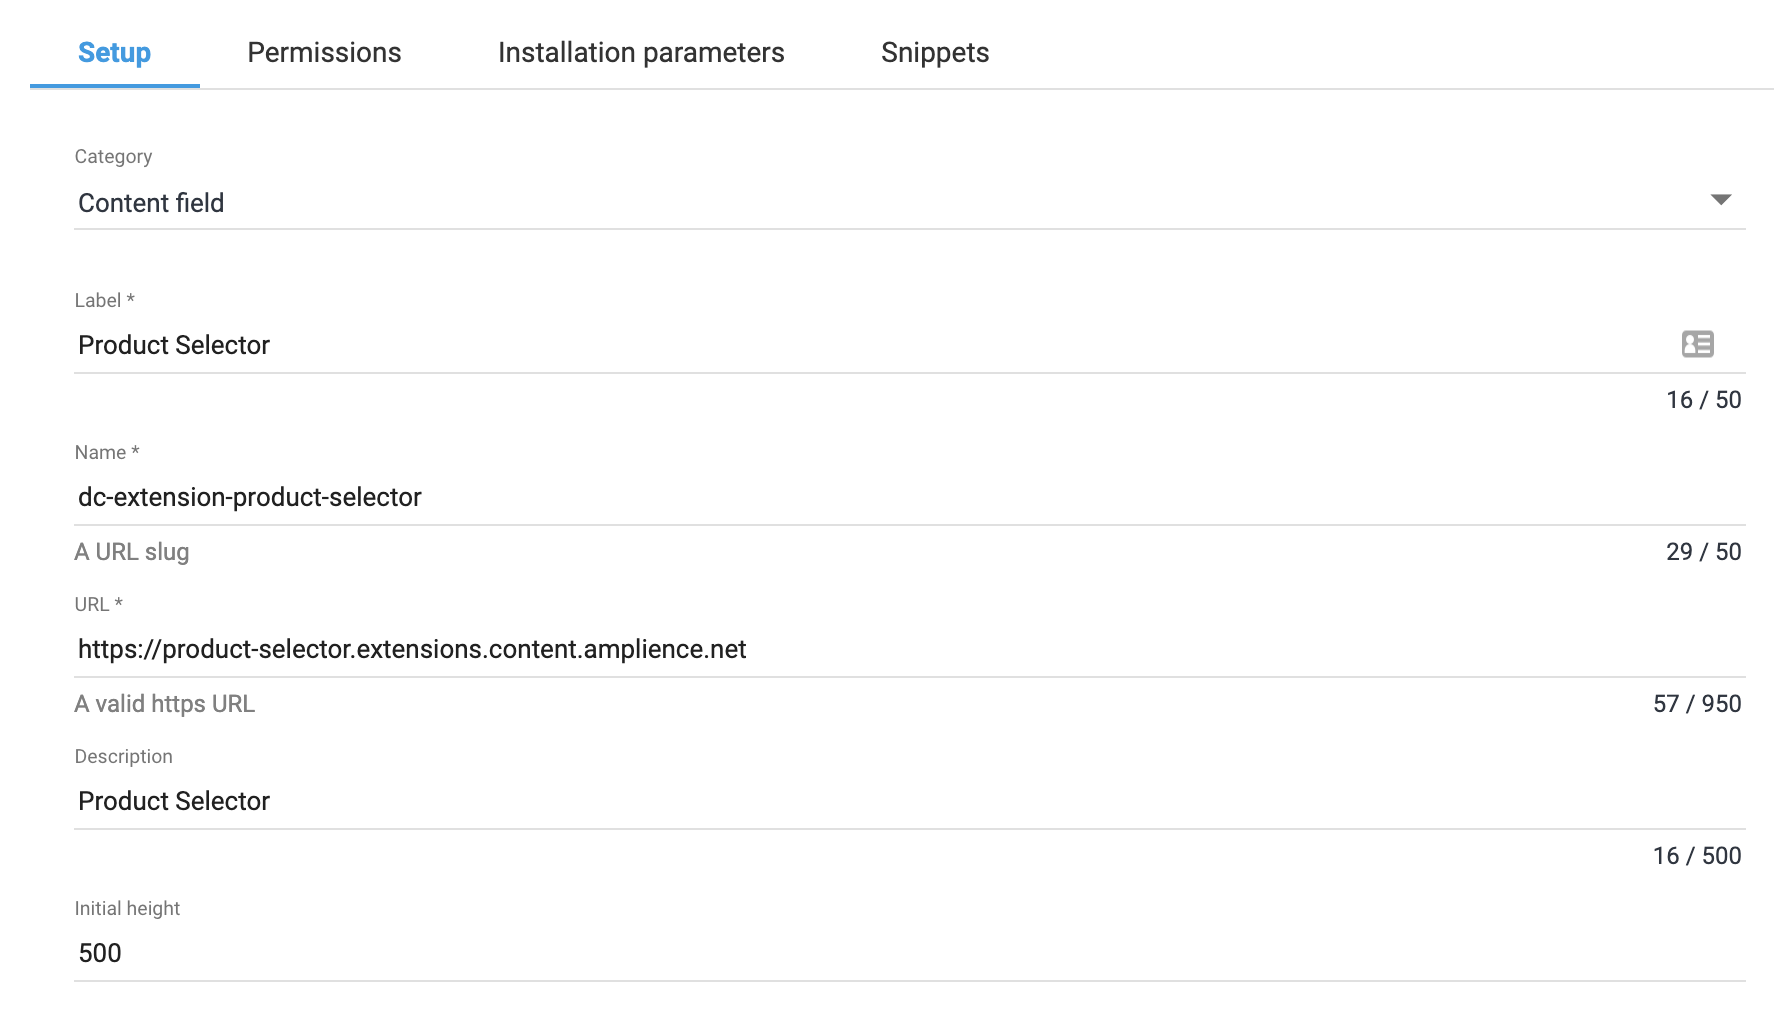 Setup Permissions Installation parameters Snippets
Category
Content field
Label *
Product Selector
16 / 50
Name *
dc-extension-product-selector
A URL slug 29 / 50
URL *
https://product-selector.extensions.content.amplience.net
A valid https URL 57 / 950
Description
Product Selector
16 / 500
Initial height
500